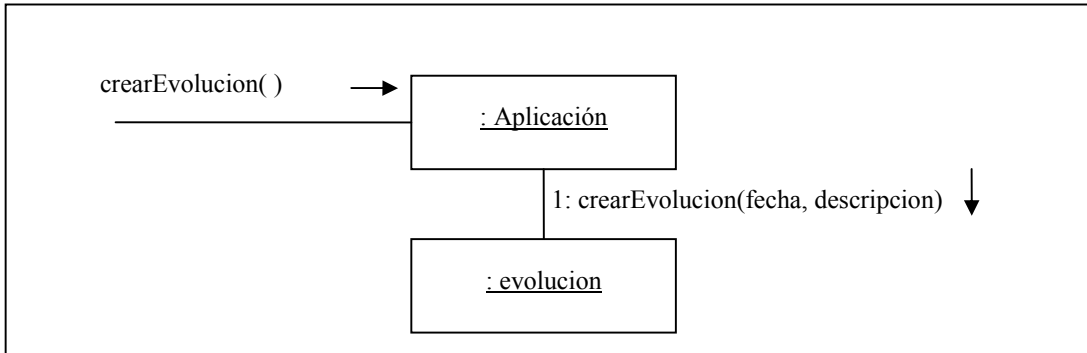 crearEvolucion( )
: Aplicación
1: crearEvolucion(fecha, descripcion)
: evolucion